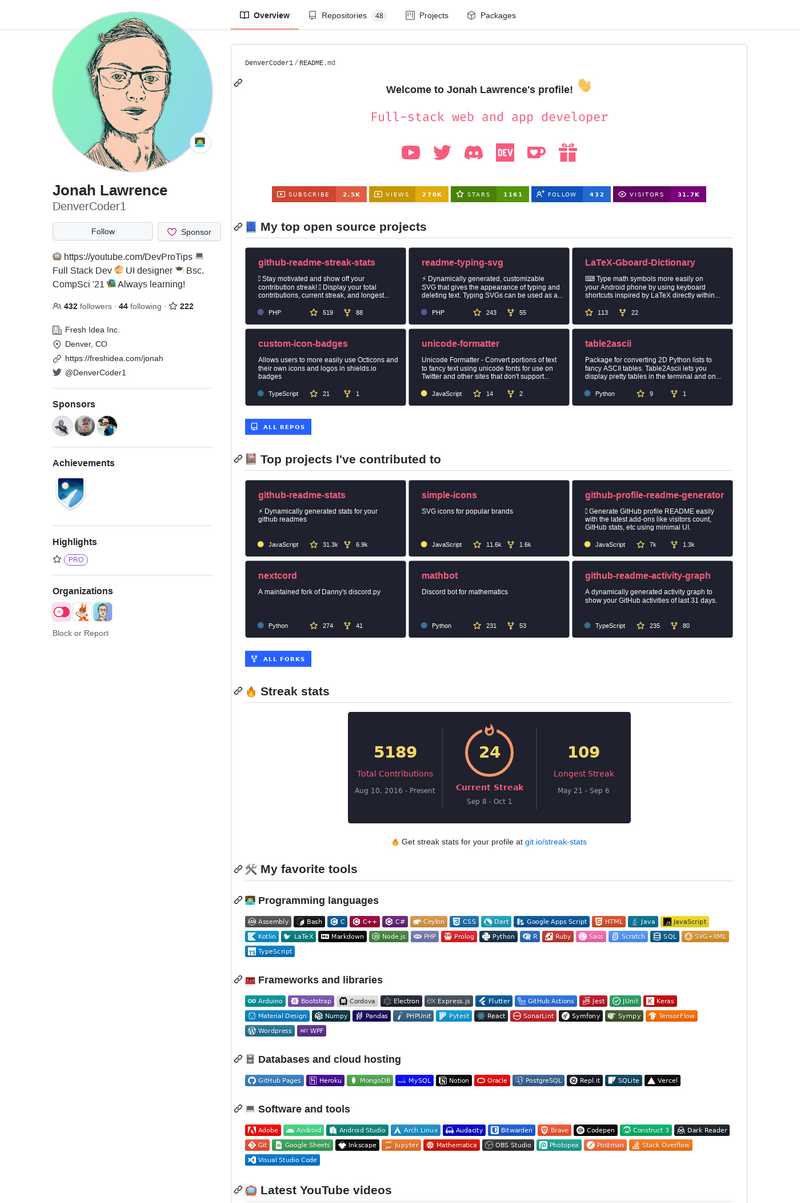 Overview Repositories 48 Projects Packages
Jonah Lawrence
DenverCoder1
Follow Sponsor
https://youtube.com/DevProTips
Full Stack Dev UI designer Bsc.
CompSci '21 Always learning!
432 followers · 44 following · 222
Fresh Idea Inc.
Denver, CO
https://freshidea.com/jonah
@DenverCoder1
Sponsors
Achievements
Highlights
PRO
Organizations
Block or Report
DenverCoder1 / README.md
Welcome to Jonah Lawrence's profile! 👋
Full-stack web and app developer
DEV
SUBSCRIBE 2.5K VIEWS 270K STARS 1161 FOLLOW 432 VISITORS 31.7K
📘 My top open source projects
github-readme-streak-stats
Stay motivated and show off your
contribution streak! Display your total
contributions, current streak, and longest...
PHP 519 88
readme-typing-svg
⚡ Dynamically generated, customizable
SVG that gives the appearance of typing and
deleting text. Typing SVGs can be used as a...
PHP 243 55
LaTeX-Gboard-Dictionary
⌨ Type math symbols more easily on
your Android phone by using keyboard
shortcuts inspired by LaTeX directly within...
113 22
custom-icon-badges
Allows users to more easily use Octicons and
their own icons and logos in shields.io
badges
TypeScript 21 1
unicode-formatter
Unicode Formatter - Convert portions of text
to fancy text using unicode fonts for use on
Twitter and other sites that don't support...
JavaScript 14 2
table2ascii
Package for converting 2D Python lists to
fancy ASCII tables. Table2Ascii lets you
display pretty tables in the terminal and on...
Python 9 1
ALL REPOS
Top projects I've contributed to
github-readme-stats
⚡ Dynamically generated stats for your
github readmes
JavaScript 31.3k 6.9k
simple-icons
SVG icons for popular brands
JavaScript 11.6k 1.6k
github-profile-readme-generator
Generate GitHub profile README easily
with the latest add-ons like visitors count,
GitHub stats, etc using minimal UI.
JavaScript 7k 1.3k
nextcord
A maintained fork of Danny's discord.py
Python 274 41
mathbot
Discord bot for mathematics
Python 231 53
github-readme-activity-graph
A dynamically generated activity graph to
show your GitHub activities of last 31 days.
TypeScript 235 80
ALL FORKS
🔥 Streak stats
5189
Total Contributions
Aug 10, 2016 - Present
24
Current Streak
Sep 8 - Oct 1
109
Longest Streak
May 21 - Sep 6
🔥 Get streak stats for your profile at git.io/streak-stats
🛠️ My favorite tools
👨‍💻 Programming languages
Assembly Bash C C++ C# Ceylon CSS Dart Google Apps Script HTML Java JavaScript
Kotlin LaTeX Markdown Node.js PHP Prolog Python R Ruby Sass Scratch SQL SVG+XML
TypeScript
🧰 Frameworks and libraries
Arduino Bootstrap Cordova Electron Express.js Flutter GitHub Actions Jest JUnit Keras
Material Design Numpy Pandas PHPUnit Pytest React SonarLint Symfony Sympy TensorFlow
Wordpress WPF
🗄️ Databases and cloud hosting
GitHub Pages Heroku MongoDB MySQL Notion Oracle PostgreSQL Repl.it SQLite Vercel
💻 Software and tools
Adobe Android Android Studio Arch Linux Audacity Bitwarden Brave Codepen Construct 3 Dark Reader
Git Google Sheets Inkscape Jupyter Mathematica OBS Studio Photopea Postman Stack Overflow
Visual Studio Code
Latest YouTube videos